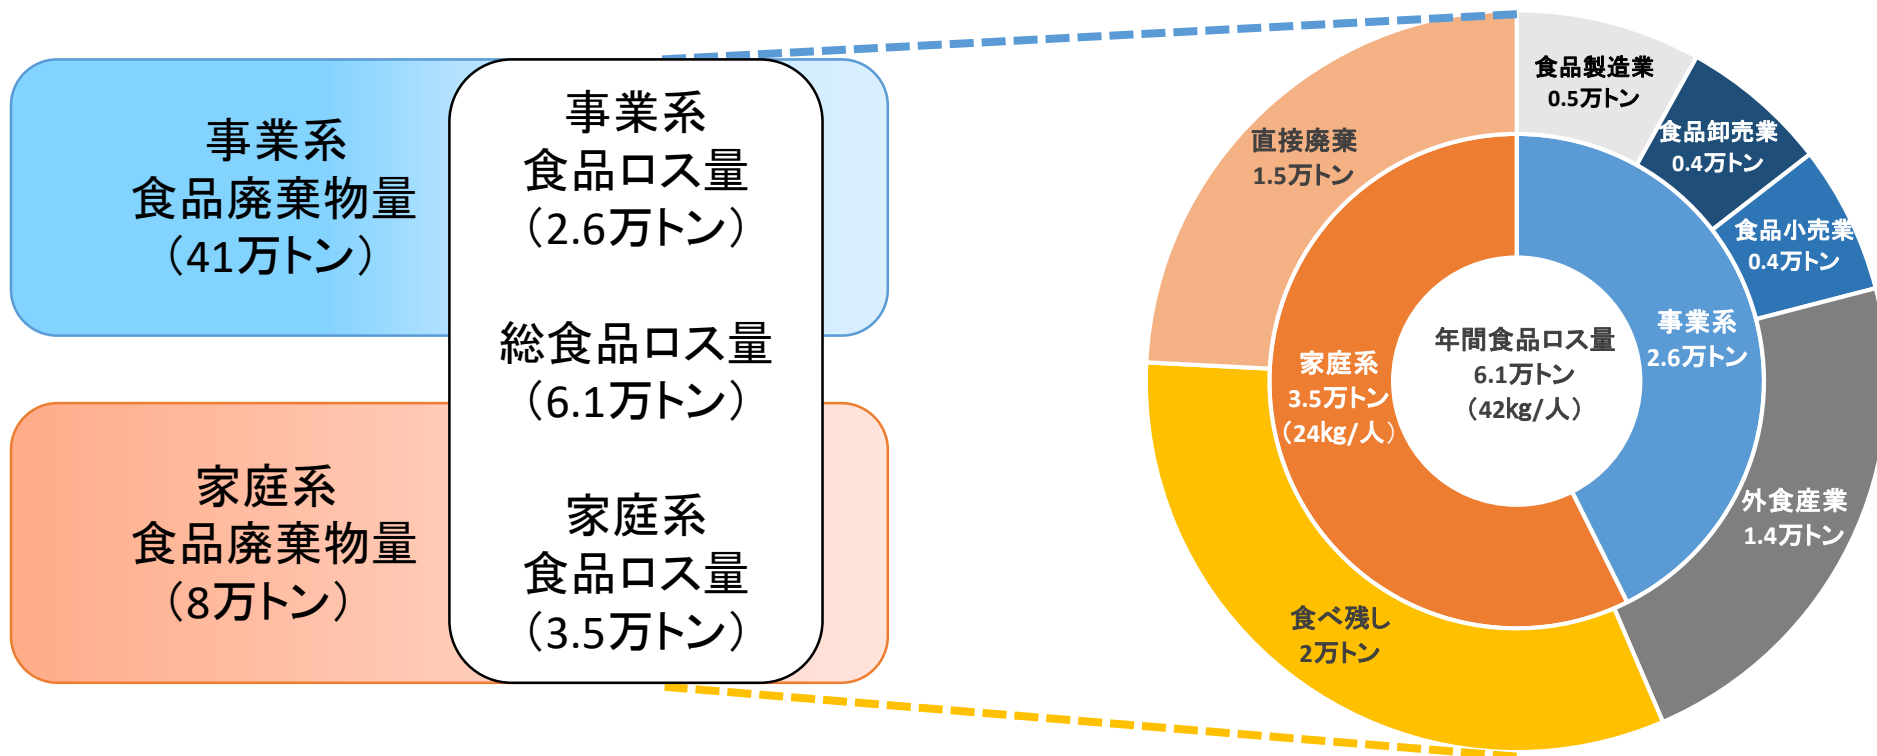 事業系
食品廃棄物量
（41万トン）
事業系
食品ロス量
（2.6万トン）
総食品ロス量
（6.1万トン）
家庭系
食品廃棄物量
（8万トン）
家庭系
食品ロス量
（3.5万トン）
食品製造業
0.5万トン
食品卸売業
0.4万トン
食品小売業
0.4万トン
直接廃棄
1.5万トン
事業系
2.6万トン
年間食品ロス量
6.1万トン
（42kg/人）
家庭系
3.5万トン
（24kg/人）
外食産業
1.4万トン
食べ残し
2万トン